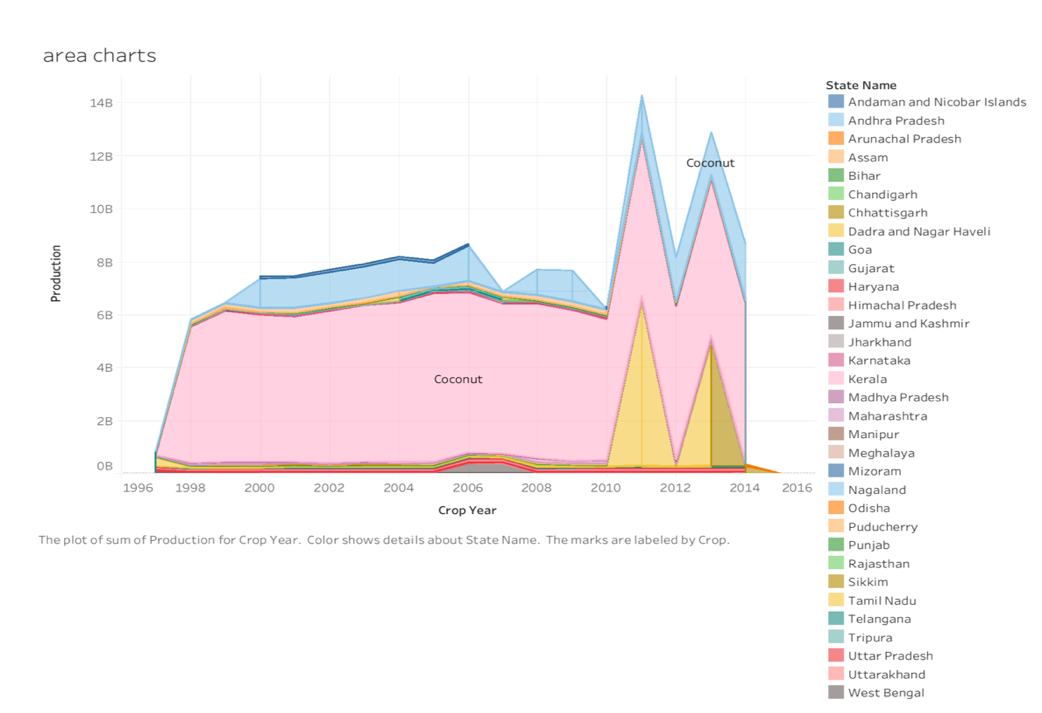 area charts
14B
12B
10B
8B
6B
4B
2B
0B
Production
Coconut
Coconut
1996 1998 2000 2002 2004 2006 2008 2010 2012 2014 2016
Crop Year
The plot of sum of Production for Crop Year. Color shows details about State Name. The marks are labeled by Crop.
State Name
Andaman and Nicobar Islands
Andhra Pradesh
Arunachal Pradesh
Assam
Bihar
Chandigarh
Chhattisgarh
Dadra and Nagar Haveli
Goa
Gujarat
Haryana
Himachal Pradesh
Jammu and Kashmir
Jharkhand
Karnataka
Kerala
Madhya Pradesh
Maharashtra
Manipur
Meghalaya
Mizoram
Nagaland
Odisha
Puducherry
Punjab
Rajasthan
Sikkim
Tamil Nadu
Telangana
Tripura
Uttar Pradesh
Uttarakhand
West Bengal